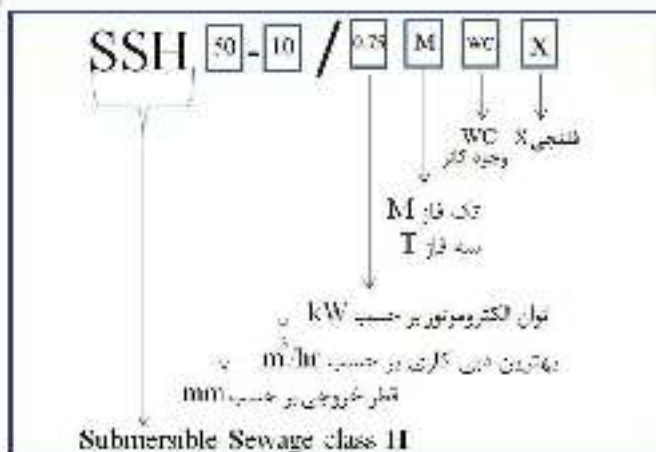 SSH 50 - 10 / 0.75 M WC X
فلنجی X
WC
وجود کاتر
تک فاز M
سه فاز T
توان الکتروموتور بر حسب kW
بهترین دبی کاری بر حسب m³/hr
قطر خروجی بر حسب mm
Submersible Sewage class H